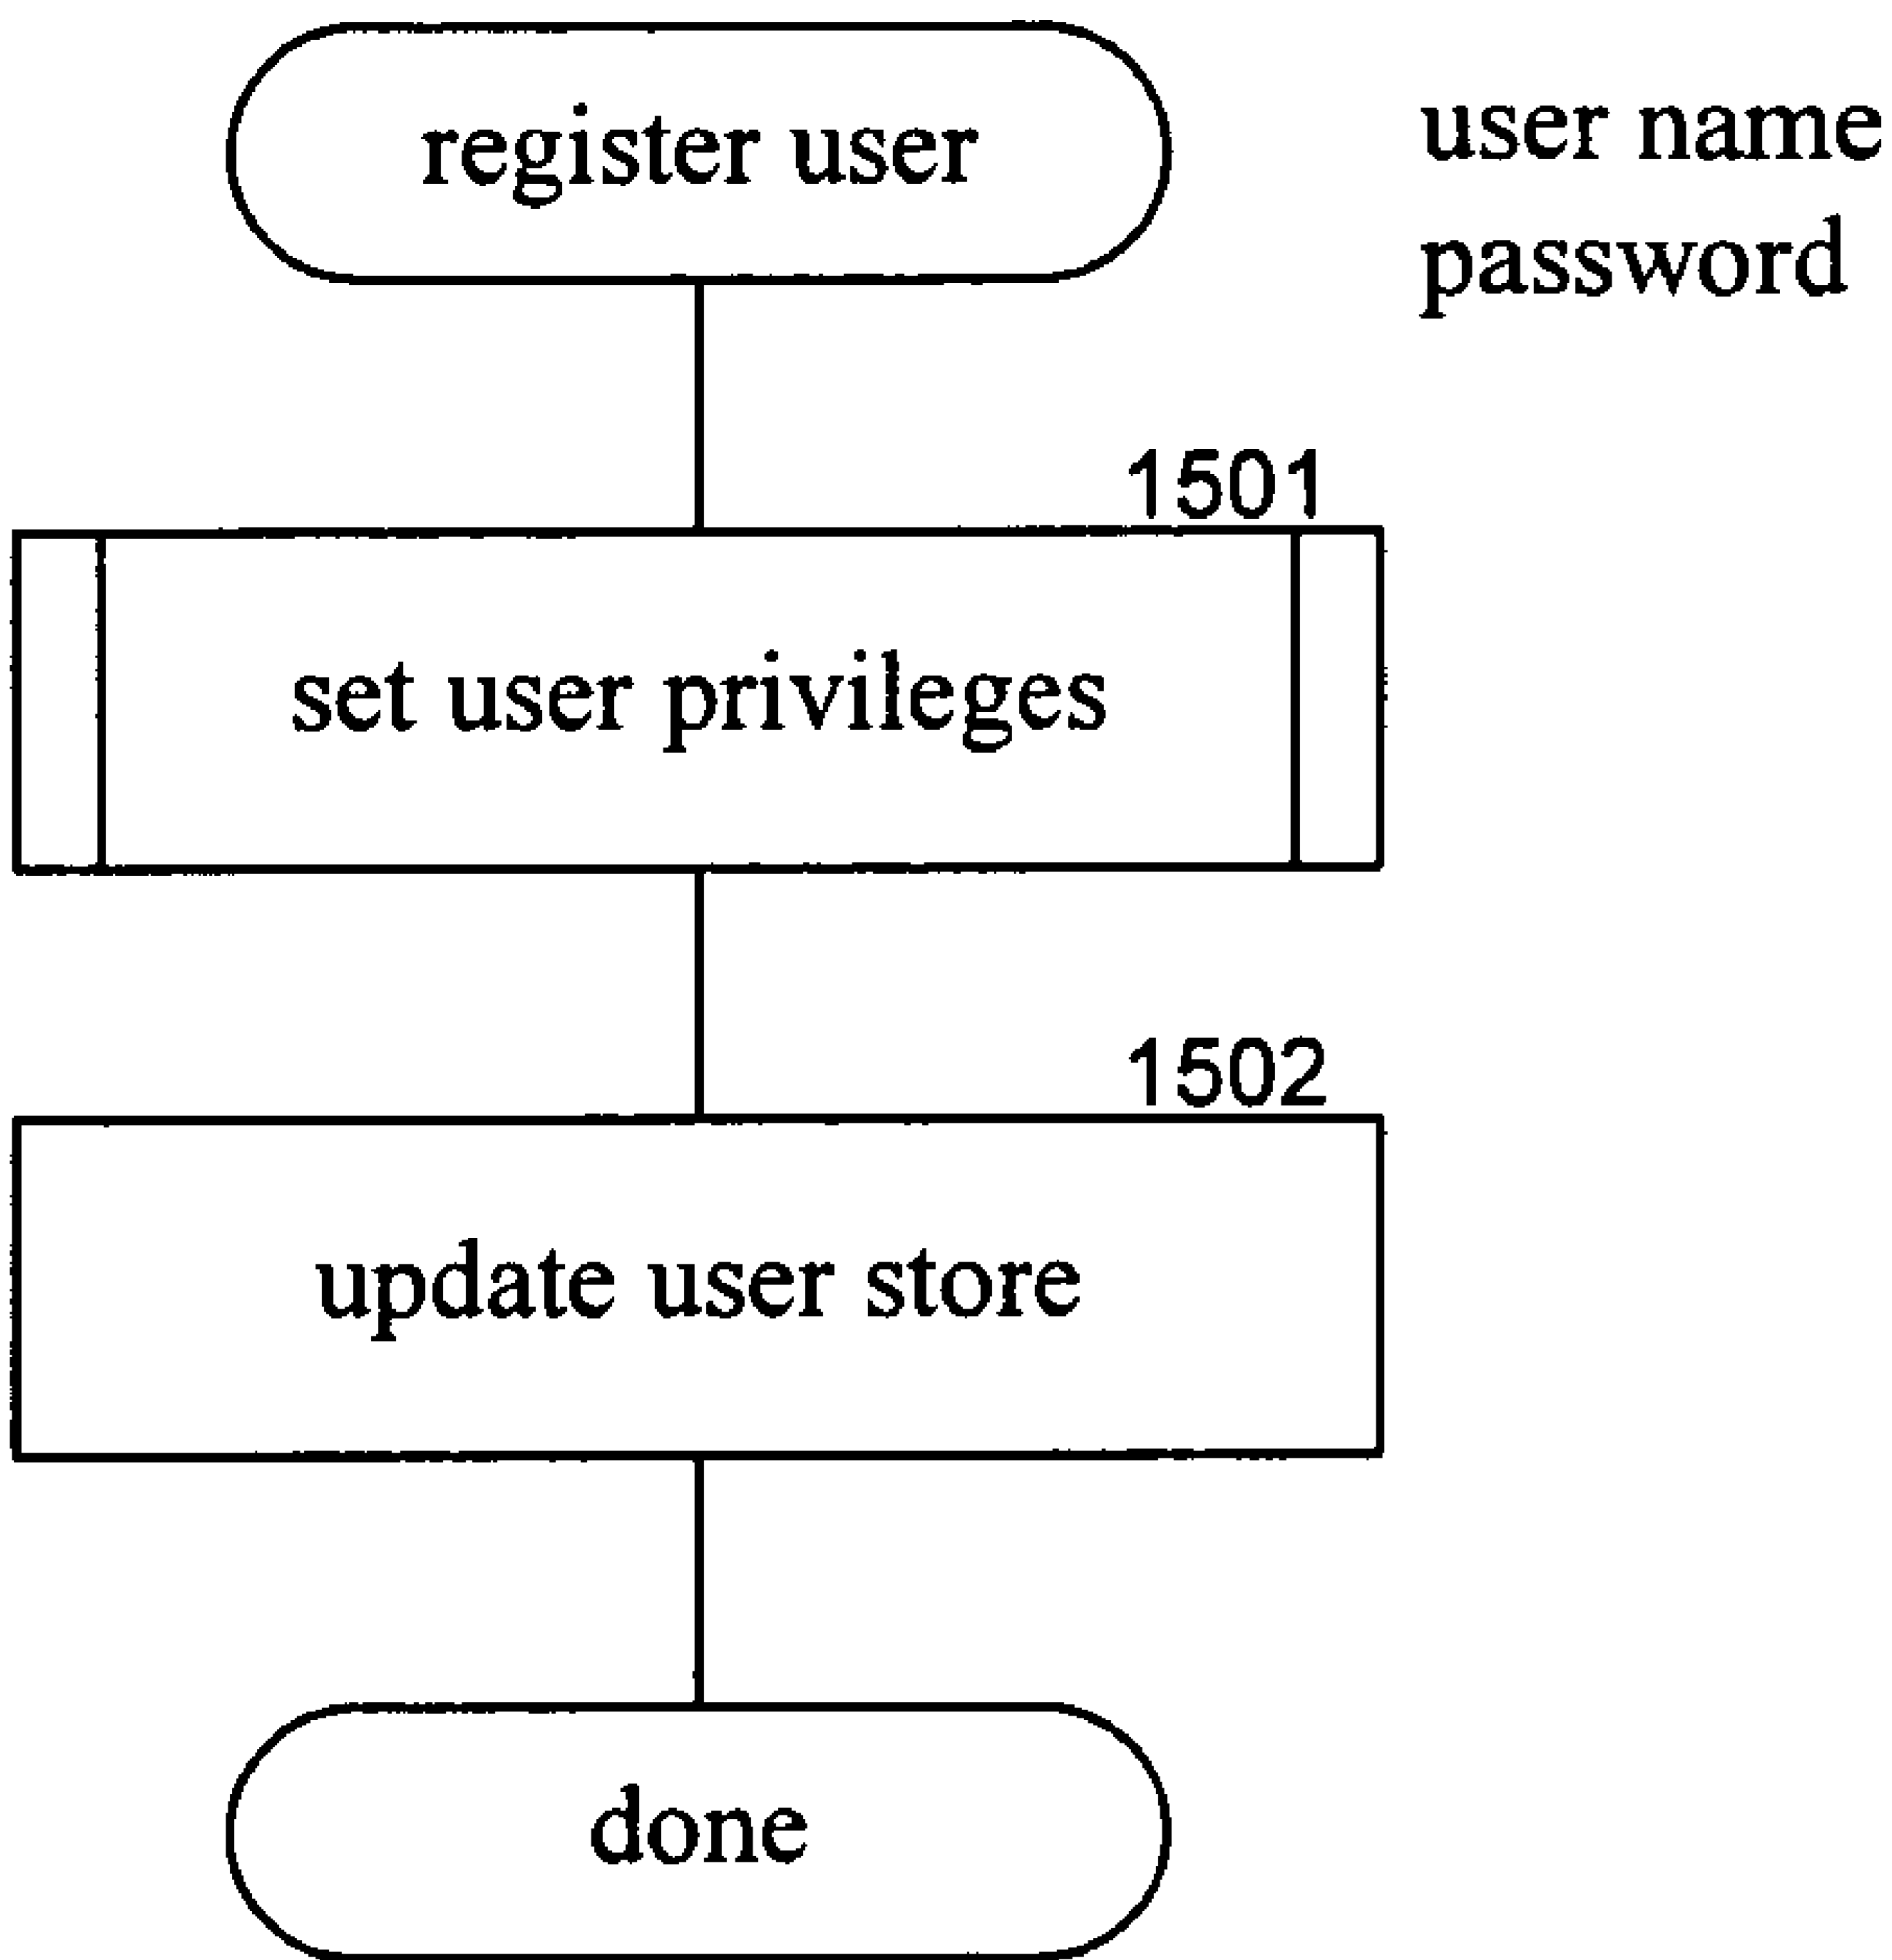 register user
user name
password
1501
set user privileges
1502
update user store
done